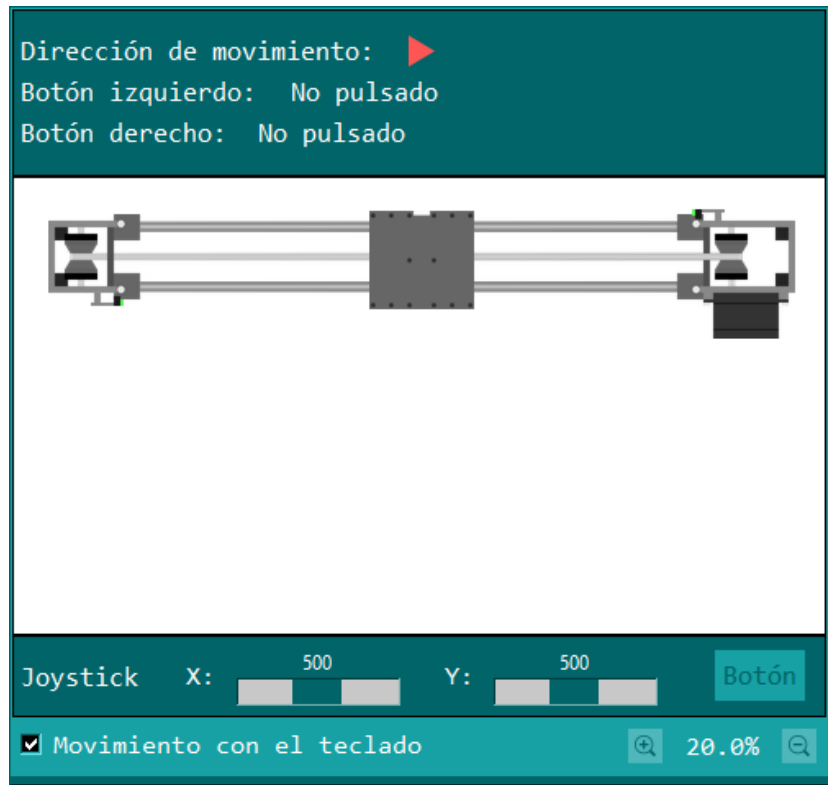 Dirección de movimiento:
Botón izquierdo: No pulsado
Botón derecho: No pulsado
Joystick X: 500 Y: 500 Botón
Movimiento con el teclado 20.0%